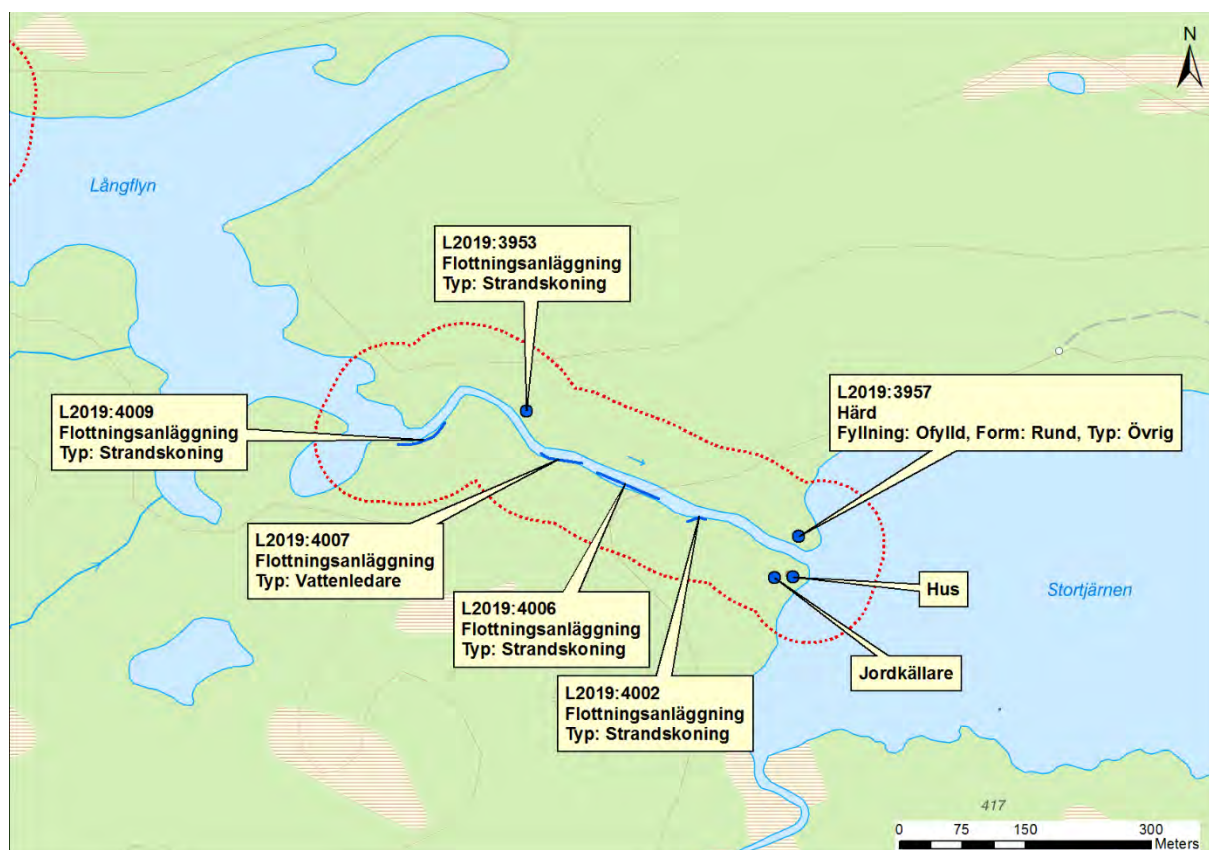 N
Långflyn
L2019:3953
Flottningsanläggning
Typ: Strandskoning
L2019:4009
Flottningsanläggning
Typ: Strandskoning
L2019:3957
Härd
Fyllning: Ofylld, Form: Rund, Typ: Övrig
L2019:4007
Flottningsanläggning
Typ: Vattenledare
L2019:4006
Flottningsanläggning
Typ: Strandskoning
Hus
Stortjärnen
Jordkällare
L2019:4002
Flottningsanläggning
Typ: Strandskoning
417
0 75 150 300
Meters